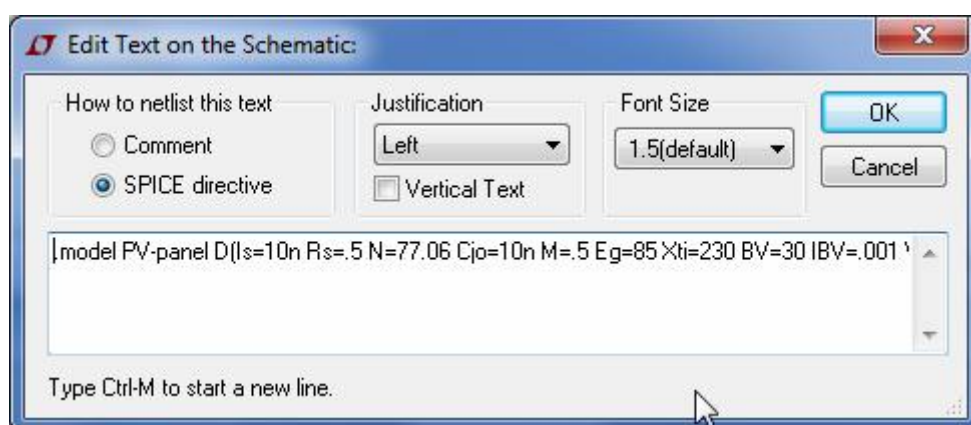 Edit Text on the Schematic:
How to netlist this text
Comment
SPICE directive
Justification
Left
Vertical Text
Font Size
1.5(default)
OK
Cancel
.model PV-panel D(Is=10n Rs=.5 N=77.06 Cjo=10n M=.5 Eg=85 Xti=230 BV=30 IBV=.001
Type Ctrl-M to start a new line.